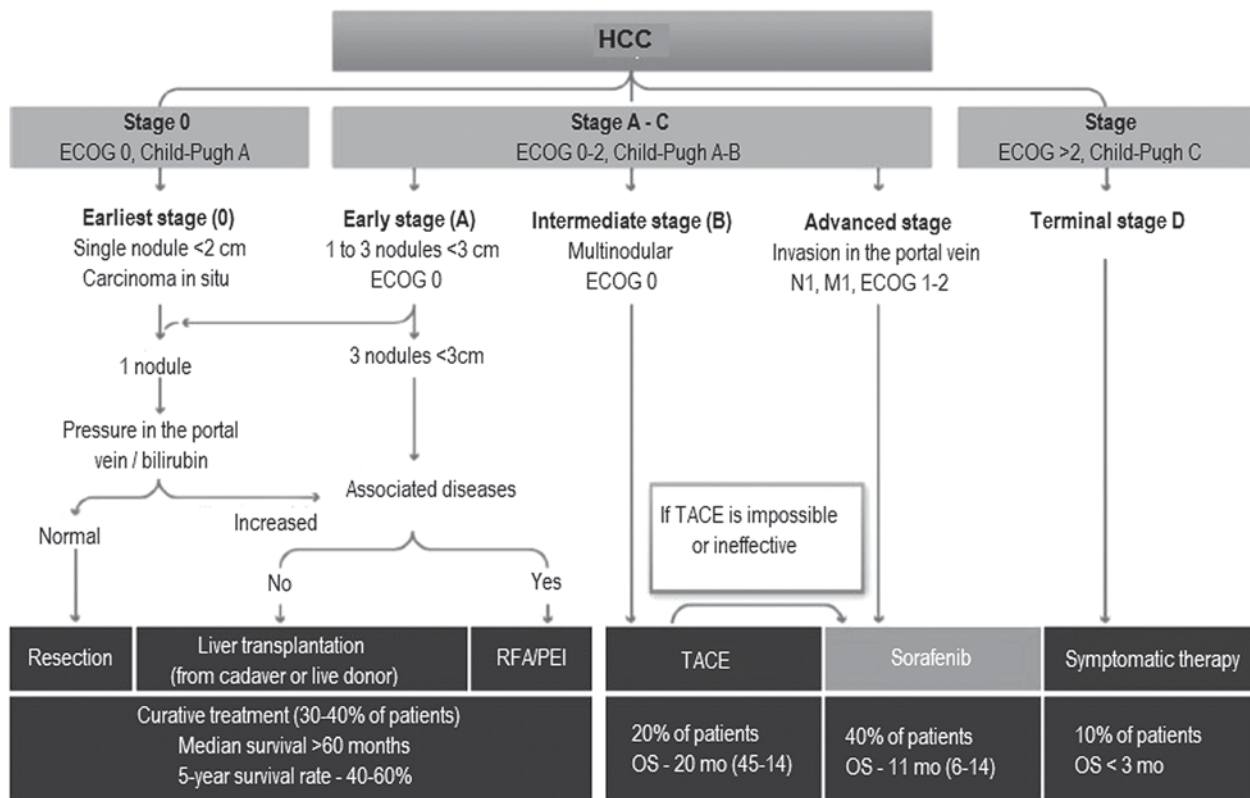 HCC
Stage 0
ECOG 0, Child-Pugh A
Stage A - C
ECOG 0-2, Child-Pugh A-B
Stage
ECOG >2, Child-Pugh C
Earliest stage (0)
Single nodule <2 cm
Carcinoma in situ
Early stage (A)
1 to 3 nodules <3 cm
ECOG 0
Intermediate stage (B)
Multinodular
ECOG 0
Advanced stage
Invasion in the portal vein
N1, M1, ECOG 1-2
Terminal stage D
1 nodule
3 nodules <3cm
Pressure in the portal
vein / bilirubin
Associated diseases
Normal
Increased
No
Yes
If TACE is impossible
or ineffective
Resection
Liver transplantation
(from cadaver or live donor)
RFA/PEI
TACE
Sorafenib
Symptomatic therapy
Curative treatment (30-40% of patients)
Median survival >60 months
5-year survival rate - 40-60%
20% of patients
OS - 20 mo (45-14)
40% of patients
OS - 11 mo (6-14)
10% of patients
OS < 3 mo